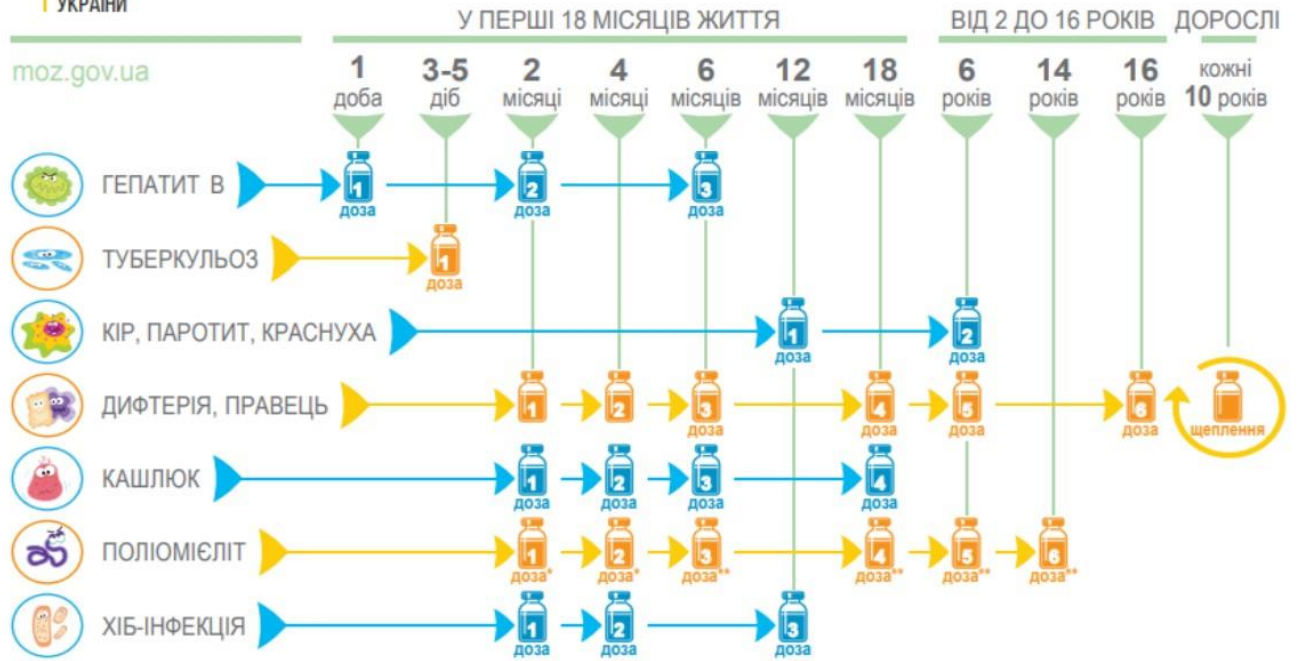 УКРАЇНИ
У ПЕРШІ 18 МІСЯЦІВ ЖИТТЯ ВІД 2 ДО 16 РОКІВ ДОРОСЛІ
moz.gov.ua
1 3-5 2 4 6 12 18 6 14 16 кожні
доба діб місяці місяці місяців місяців місяців років років років 10 років
ГЕПАТИТ В 1 2 3
доза доза доза
ТУБЕРКУЛЬОЗ 1
доза
КІР, ПАРОТИТ, КРАСНУХА 1 2
доза доза
ДИФТЕРІЯ, ПРАВЕЦЬ 1 2 3 4 5 6
доза доза доза доза щеплення
КАШЛЮК 1 2 3 4
доза доза доза доза
ПОЛІОМІЄЛІТ 1 2 3 4 5 6
доза* доза* доза** доза** доза** доза**
ХІБ-ІНФЕКЦІЯ 1 2 3
доза доза доза